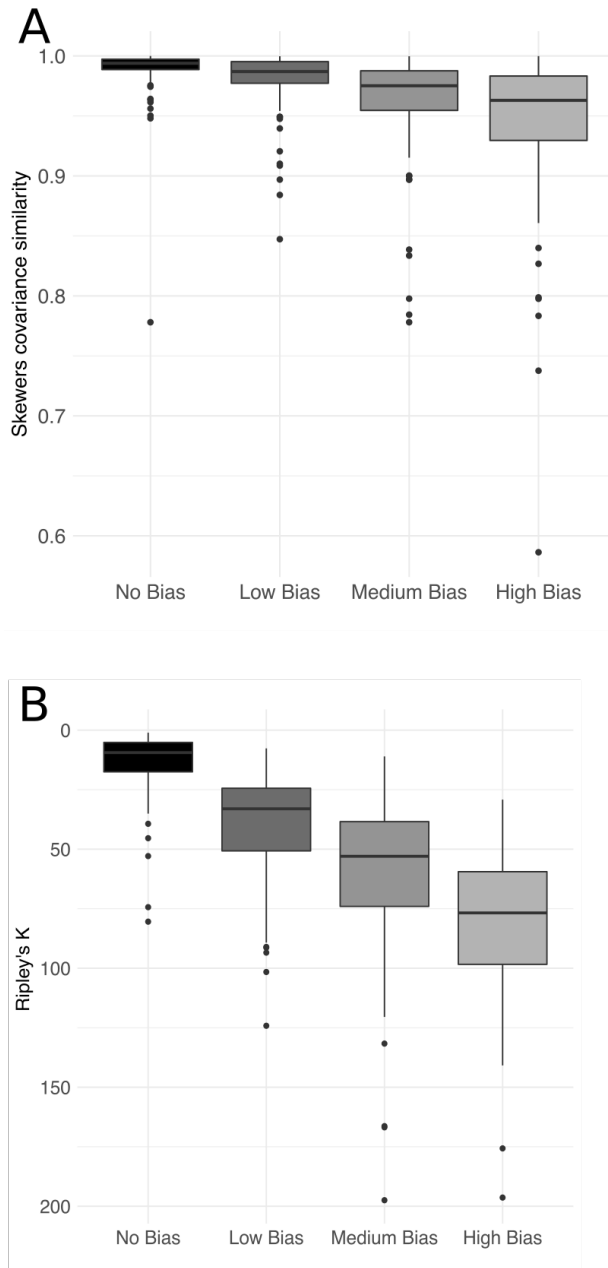 A
1.0
0.9
0.8
0.7
0.6
Skewers covariance similarity
No Bias Low Bias Medium Bias High Bias
B
0
50
100
150
200
Ripley's K
No Bias Low Bias Medium Bias High Bias